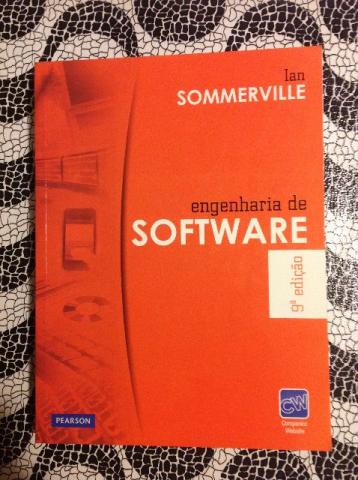 Ian
SOMMERVILLE
engenharia de
SOFTWARE
9ª edição
PEARSON
CW
Companion
Website